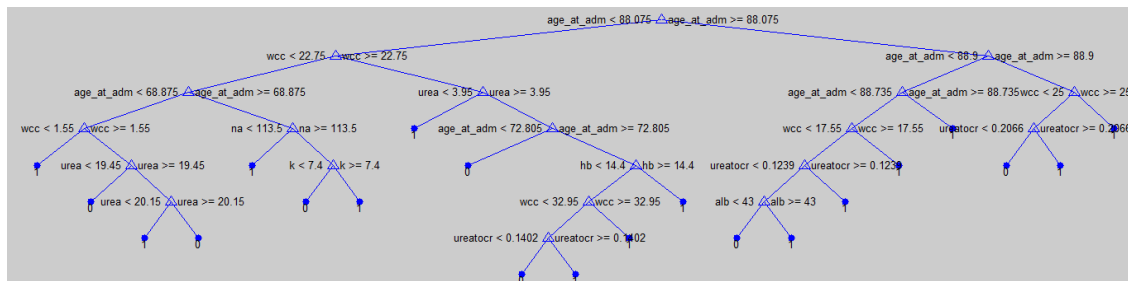 age_at_adm < 88.075 age_at_adm >= 88.075
wcc < 22.75 wcc >= 22.75 age_at_adm < 88.9 age_at_adm >= 88.9
age_at_adm < 68.875 age_at_adm >= 68.875 urea < 3.95 urea >= 3.95 age_at_adm < 88.735 age_at_adm >= 88.735 wcc < 25 wcc >= 25
wcc < 1.55 wcc >= 1.55 na < 113.5 na >= 113.5 1 age_at_adm < 72.805 age_at_adm >= 72.805 wcc < 17.55 wcc >= 17.55 1 ureatocr < 0.2066 ureatocr >= 0.2066 1
1 urea < 19.45 urea >= 19.45 1 k < 7.4 k >= 7.4 0 hb < 14.4 hb >= 14.4 ureatocr < 0.1239 ureatocr >= 0.1239 1 0 1
0 urea < 20.15 urea >= 20.15 0 1 wcc < 32.95 wcc >= 32.95 1 alb < 43 alb >= 43 1
1 0 ureatocr < 0.1402 ureatocr >= 0.1402 1 0 1
0 1